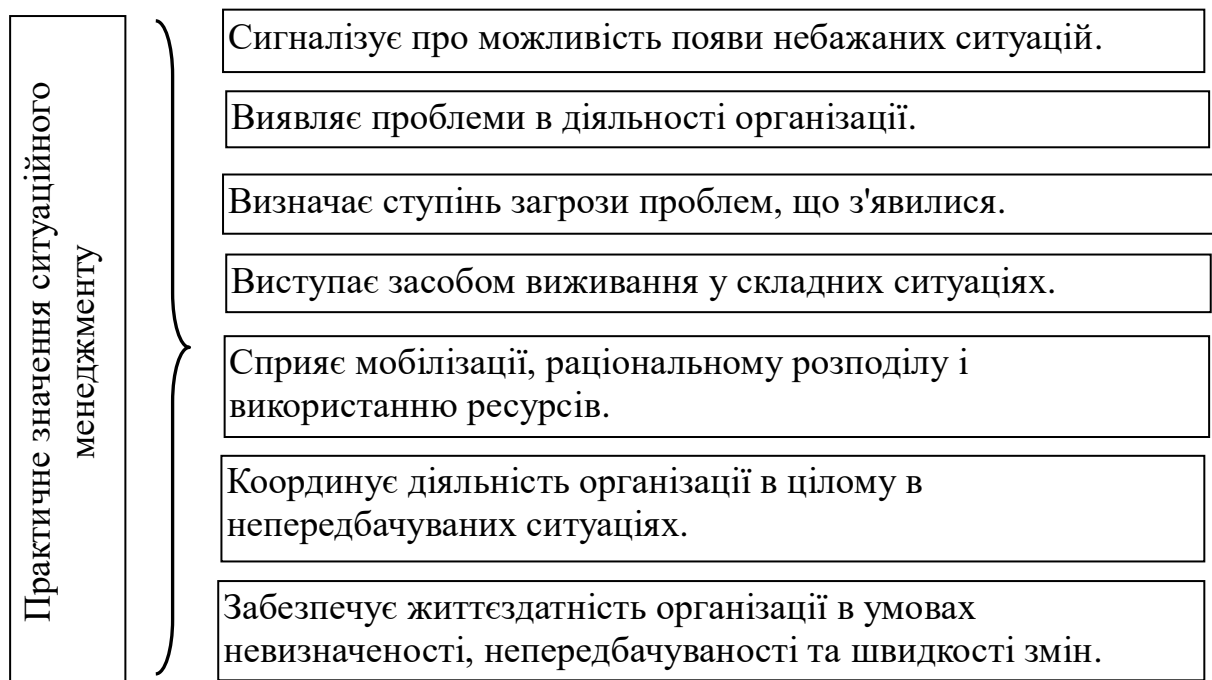 Практичне значення ситуаційного
менеджменту
Сигналізує про можливість появи небажаних ситуацій.
Виявляє проблеми в діяльності організації.
Визначає ступінь загрози проблем, що з'явилися.
Виступає засобом виживання у складних ситуаціях.
Сприяє мобілізації, раціональному розподілу і
використанню ресурсів.
Координує діяльність організації в цілому в
непередбачуваних ситуаціях.
Забезпечує життєздатність організації в умовах
невизначеності, непередбачуваності та швидкості змін.